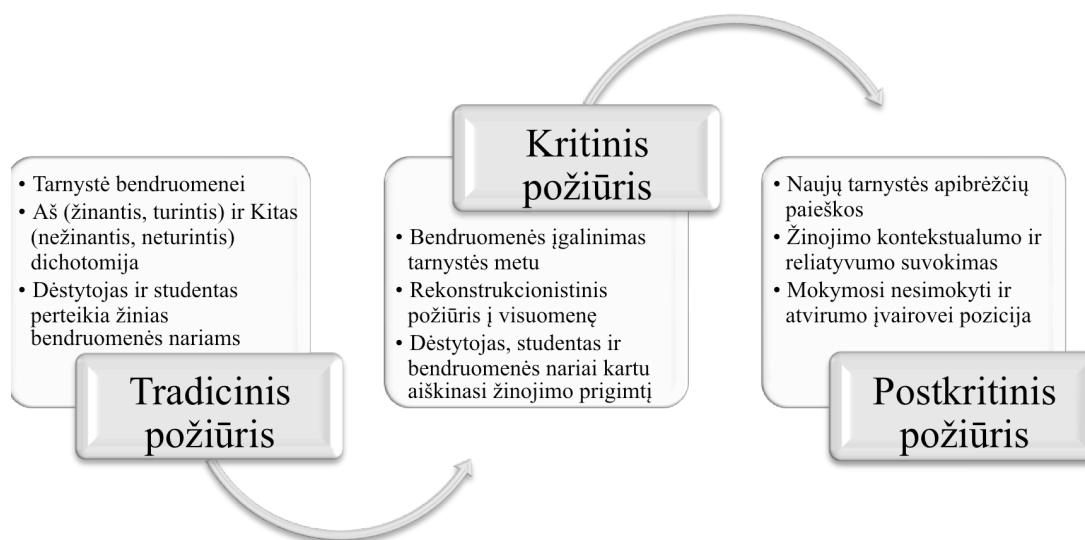 • Tarnystė bendruomenei
• Aš (žinantis, turintis) ir Kitas
(nežinantis, neturintis)
dichotomija
• Dėstytojas ir studentas
perteikia žinias
bendruomenės nariams
Tradicinis
požiūris
Kritinis
požiūris
• Bendruomenės įgalinimas
tarnystės metu
• Rekonstrukcionistinis
požiūris į visuomenę
• Dėstytojas, studentas ir
bendruomenės nariai kartu
aiškinasi žinojimo prigimtį
• Naujų tarnystės apibrėžčių
paieškos
• Žinojimo kontekstualumo ir
reliatyvumo suvokimas
• Mokymosi nesimokyti ir
atvirumo įvairovei pozicija
Postkritinis
požiūris